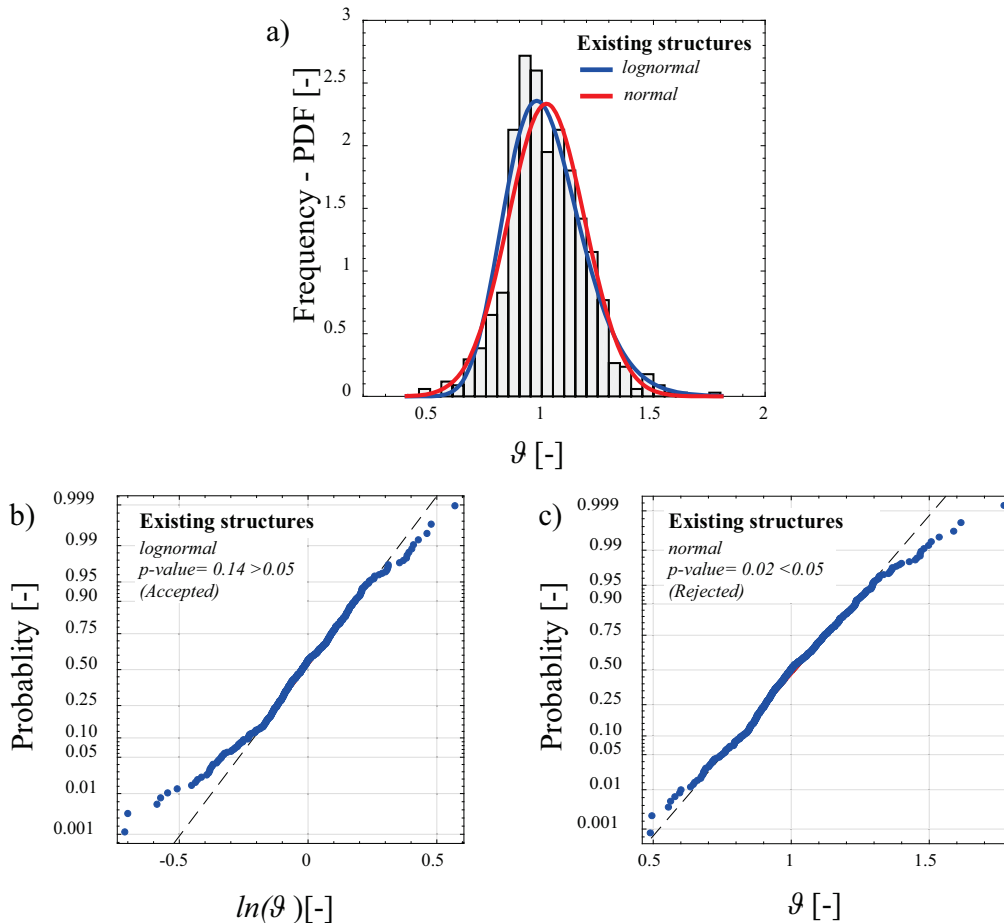 a)
Frequency - PDF [-]
3
2.5
2
1.5
1
0.5
0
Existing structures
lognormal
normal
0.5 1 1.5 2
ϑ [-]
b)
Probablity [-]
0.999
0.99
0.95
0.90
0.75
0.50
0.25
0.10
0.05
0.01
0.001
Existing structures
lognormal
p-value= 0.14 >0.05
(Accepted)
-0.5 0 0.5
ln(ϑ )[-]
c)
Probablity [-]
0.999
0.99
0.95
0.90
0.75
0.50
0.25
0.10
0.05
0.01
0.001
Existing structures
normal
p-value= 0.02 <0.05
(Rejected)
0.5 1 1.5
ϑ [-]